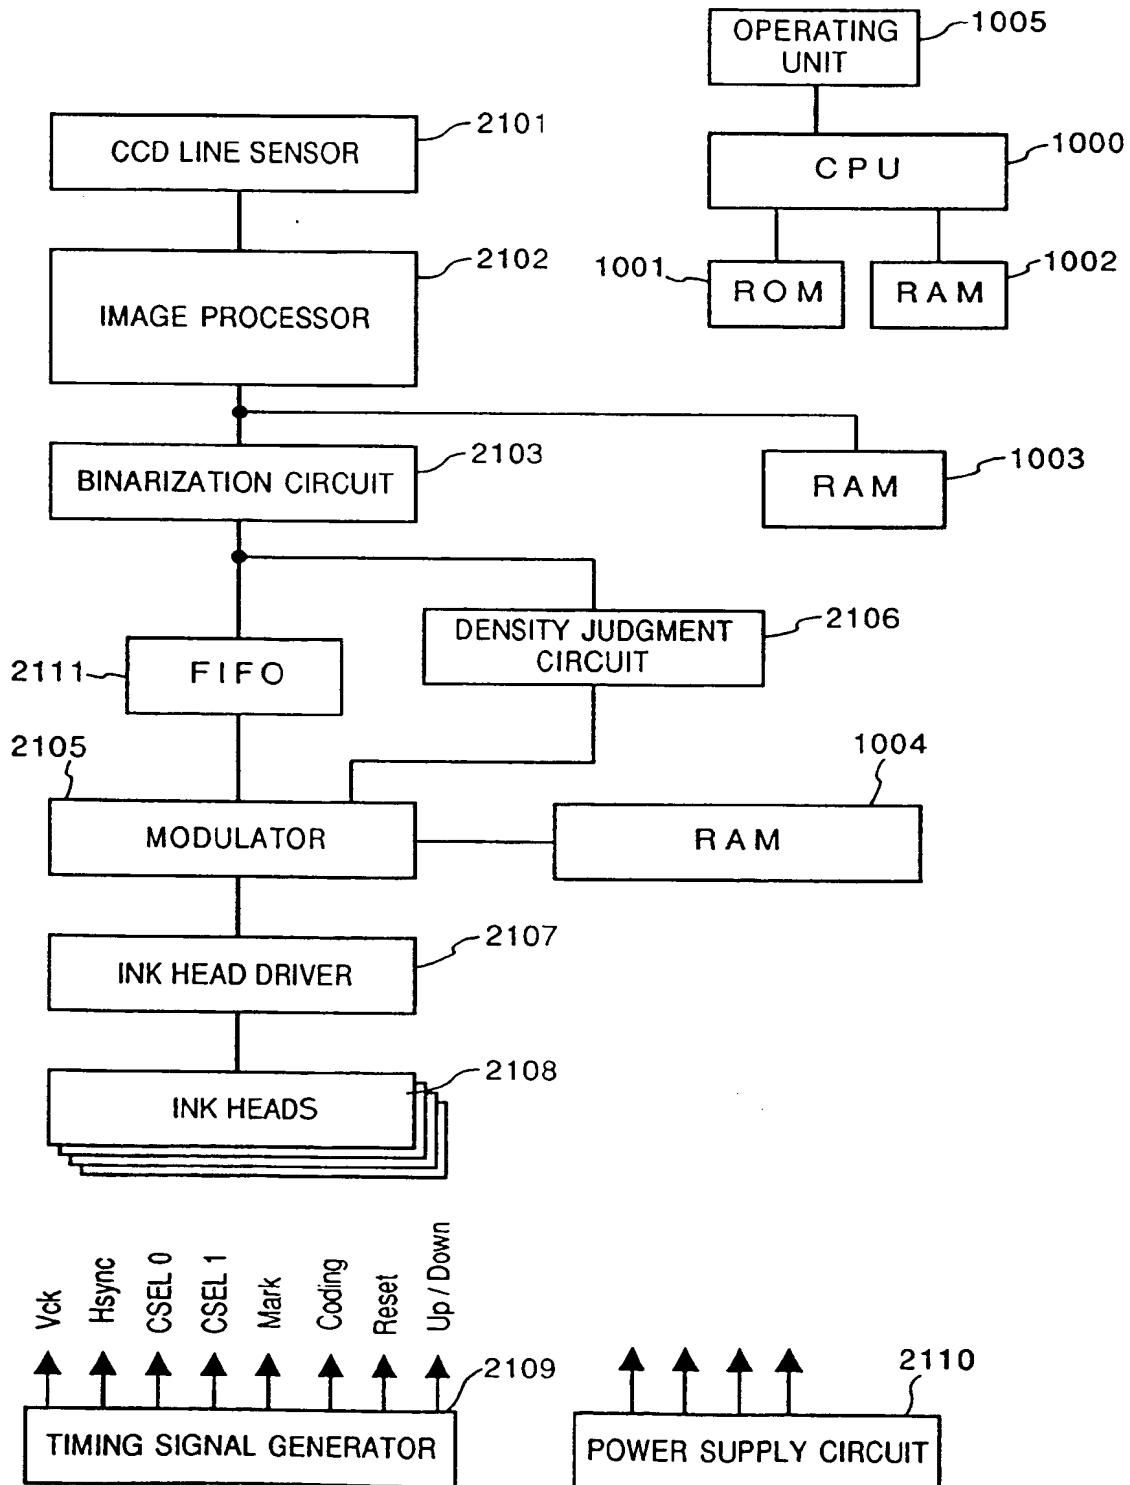 OPERATING
UNIT
1005
CCD LINE SENSOR
2101
CPU
1000
IMAGE PROCESSOR
2102
1001
ROM
RAM
1002
BINARIZATION CIRCUIT
2103
RAM
1003
2111
FIFO
DENSITY JUDGMENT
CIRCUIT
2106
2105
MODULATOR
1004
RAM
INK HEAD DRIVER
2107
INK HEADS
2108
Vck
Hsync
CSEL 0
CSEL 1
Mark
Coding
Reset
Up / Down
TIMING SIGNAL GENERATOR
2109
POWER SUPPLY CIRCUIT
2110